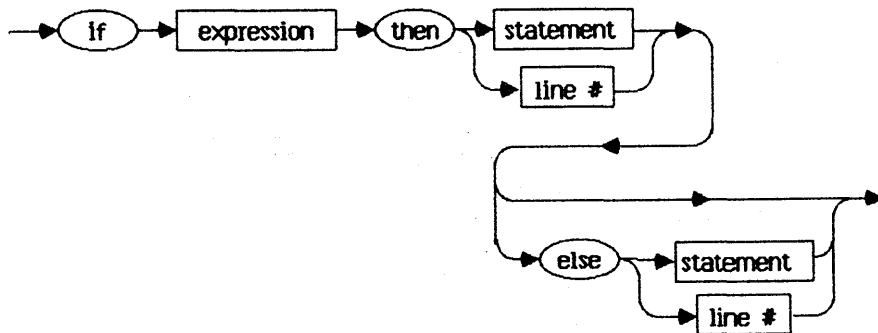 if expression then statement
line #
else statement
line #